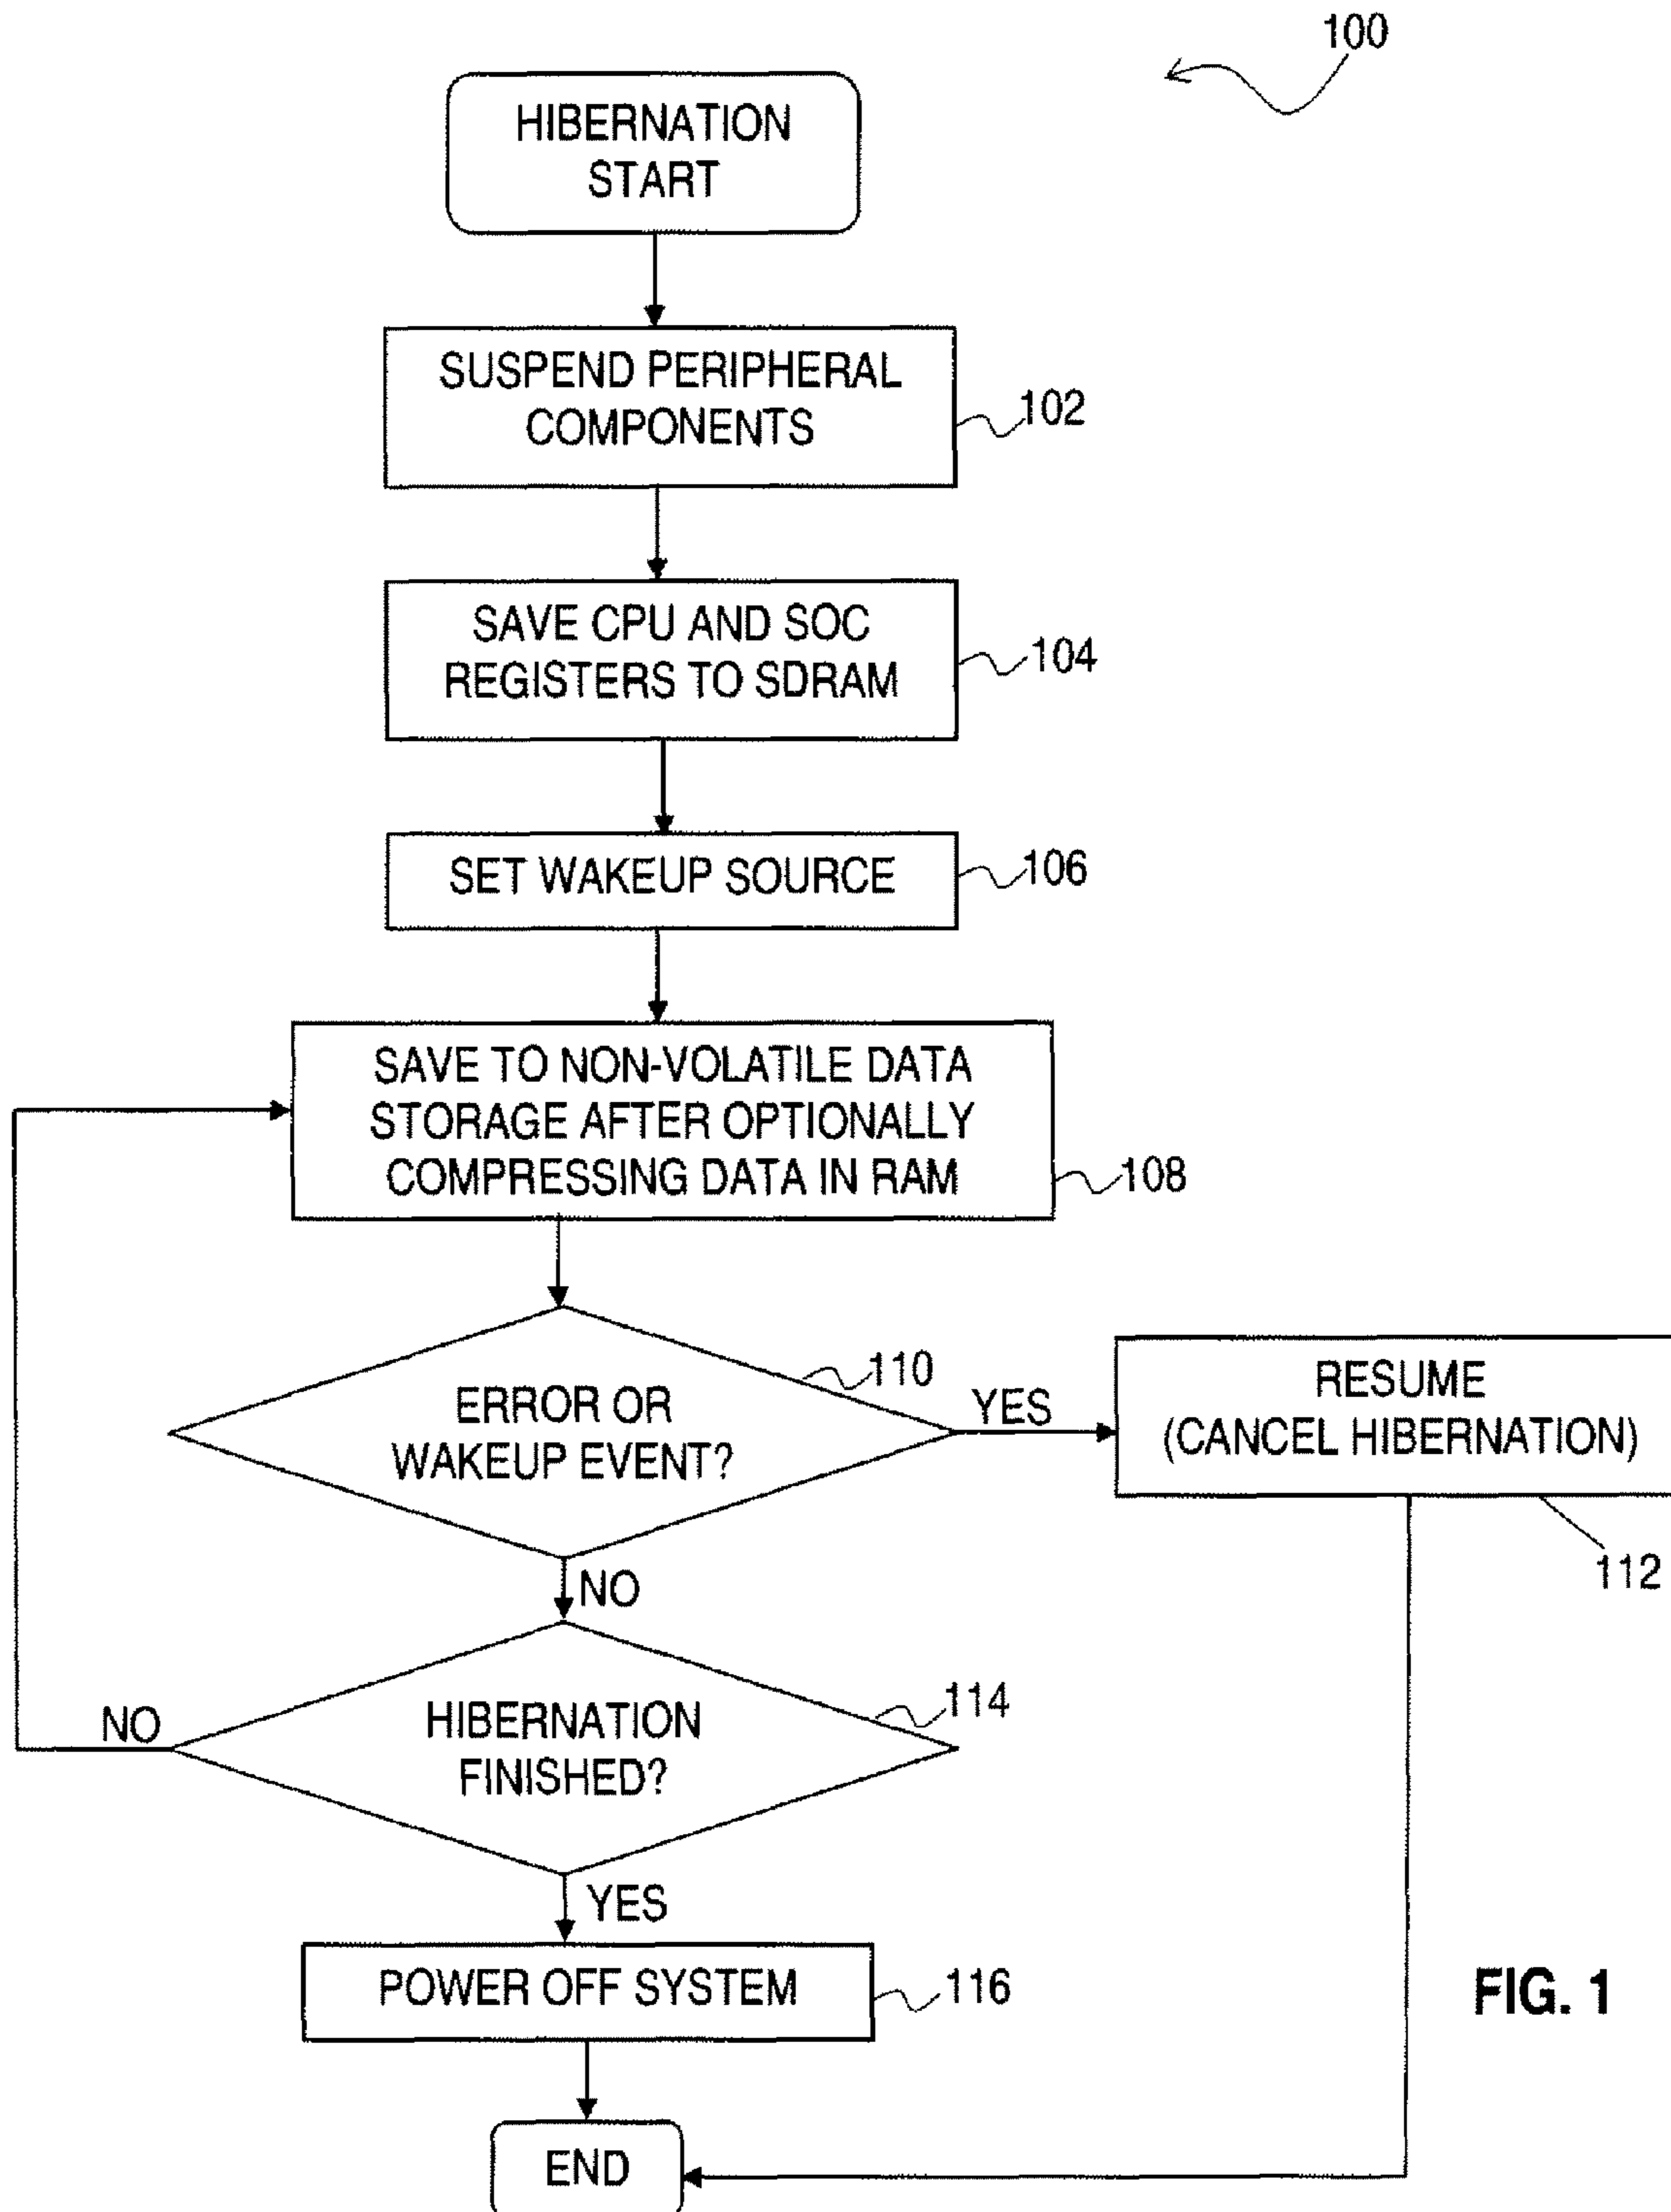 100
HIBERNATION
START
SUSPEND PERIPHERAL
COMPONENTS
102
SAVE CPU AND SOC
REGISTERS TO SDRAM
104
SET WAKEUP SOURCE
106
SAVE TO NON-VOLATILE DATA
STORAGE AFTER OPTIONALLY
COMPRESSING DATA IN RAM
108
110
ERROR OR
WAKEUP EVENT?
YES
RESUME
(CANCEL HIBERNATION)
112
NO
114
HIBERNATION
FINISHED?
NO
YES
POWER OFF SYSTEM
116
FIG. 1
END